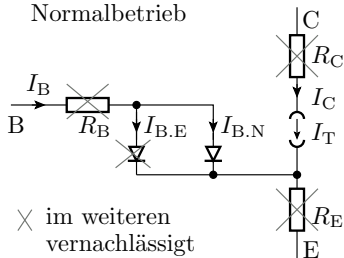 Normalbetrieb
C
R_C
I_B
I_C
B
R_B
I_B.E
I_B.N
I_T
R_E
im weiteren
vernachlässigt
E